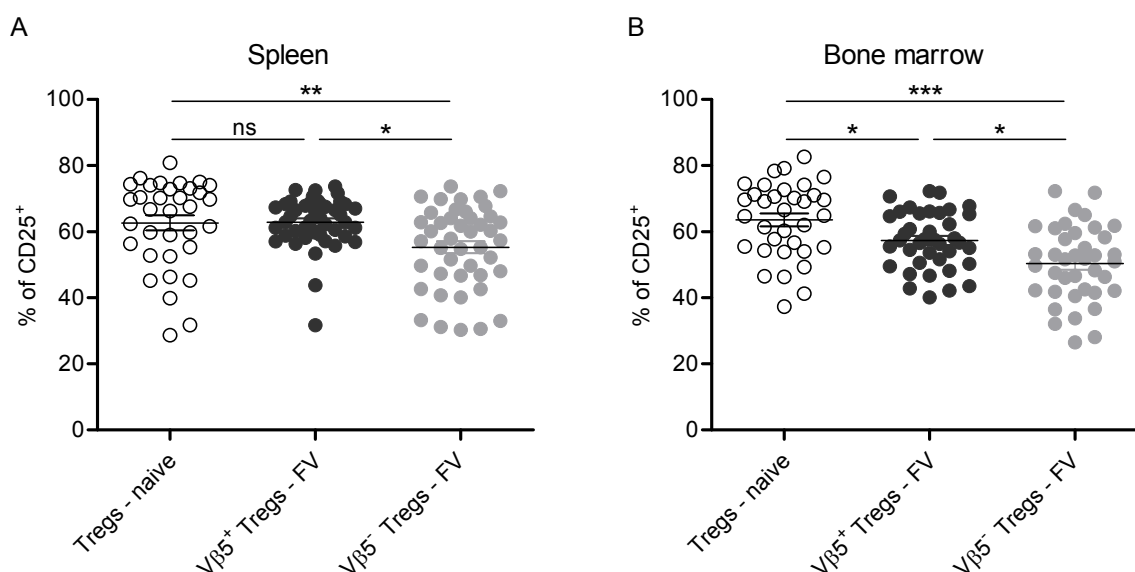 A
Spleen
% of CD25⁺
100
80
60
40
20
0
**
ns
*
Tregs - naive
Vβ5⁺ Tregs - FV
Vβ5⁻ Tregs - FV
B
Bone marrow
% of CD25⁺
100
80
60
40
20
0
***
*
*
Tregs - naive
Vβ5⁺ Tregs - FV
Vβ5⁻ Tregs - FV